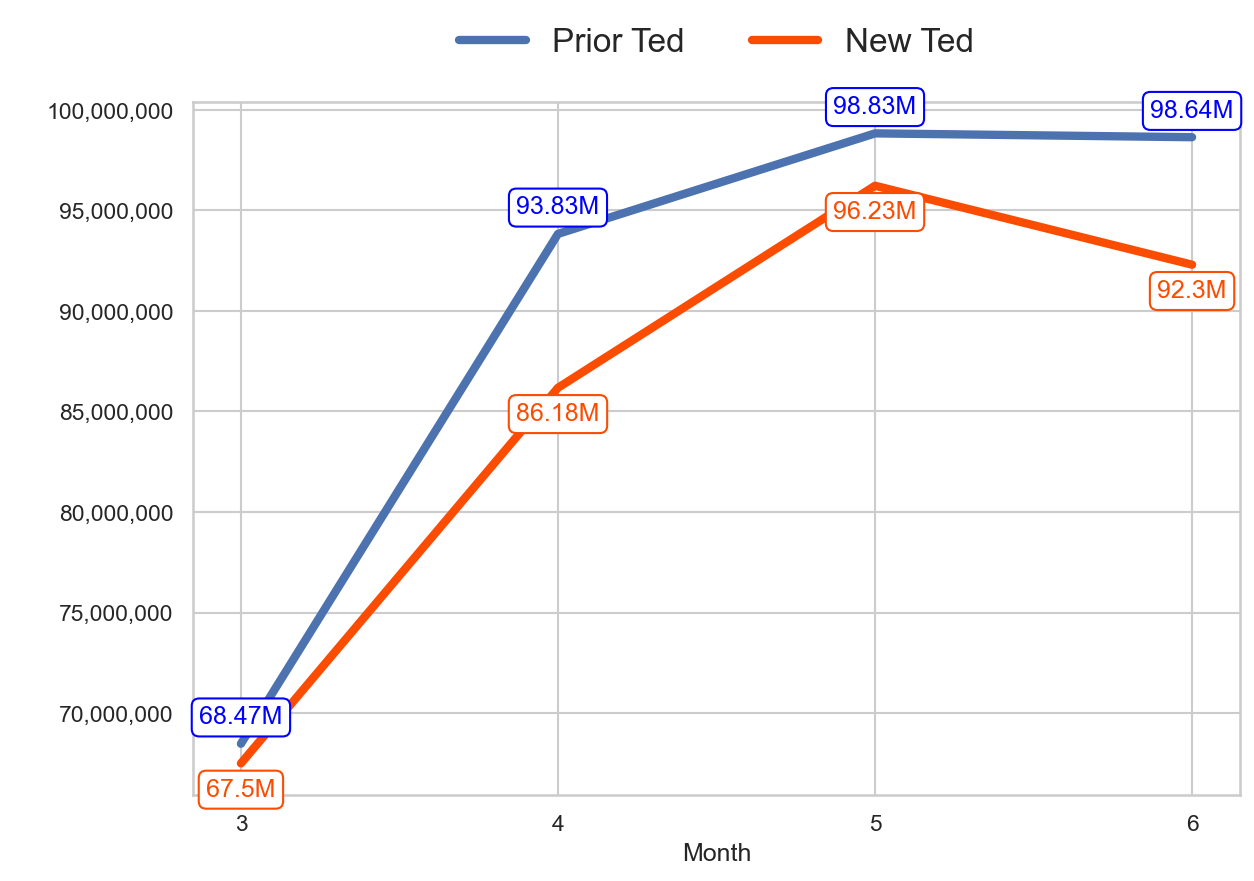 Prior Ted New Ted
100,000,000
95,000,000
90,000,000
85,000,000
80,000,000
75,000,000
70,000,000
98.83M
98.64M
93.83M
96.23M
92.3M
86.18M
68.47M
67.5M
3 4 5 6
Month